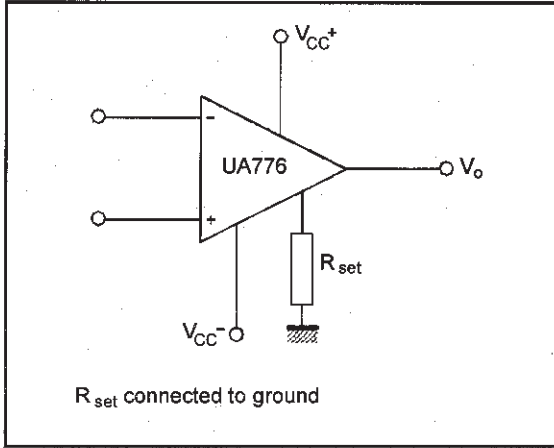 VCC+
-
UA776
Vo
+
Rset
VCC-
Rset connected to ground